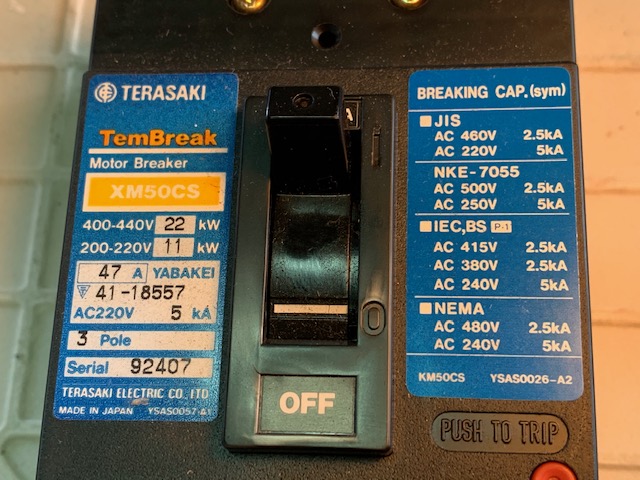 TERASAKI
TemBreak
Motor Breaker
XM50CS
400-440V 22 kW
200-220V 11 kW
47 A YABAKEI
41-18557
AC220V 5 kA
3 Pole
Serial 92407
TERASAKI ELECTRIC CO. LTD
MADE IN JAPAN YSAS0057-A1
A
OFF
BREAKING CAP.(sym)
JIS
AC 460V 2.5kA
AC 220V 5kA
NKE-7055
AC 500V 2.5kA
AC 250V 5kA
IEC,BS P-1
AC 415V 2.5kA
AC 380V 2.5kA
AC 240V 5kA
NEMA
AC 480V 2.5kA
AC 240V 5kA
KM50CS YSAS0026-A2
PUSH TO TRIP